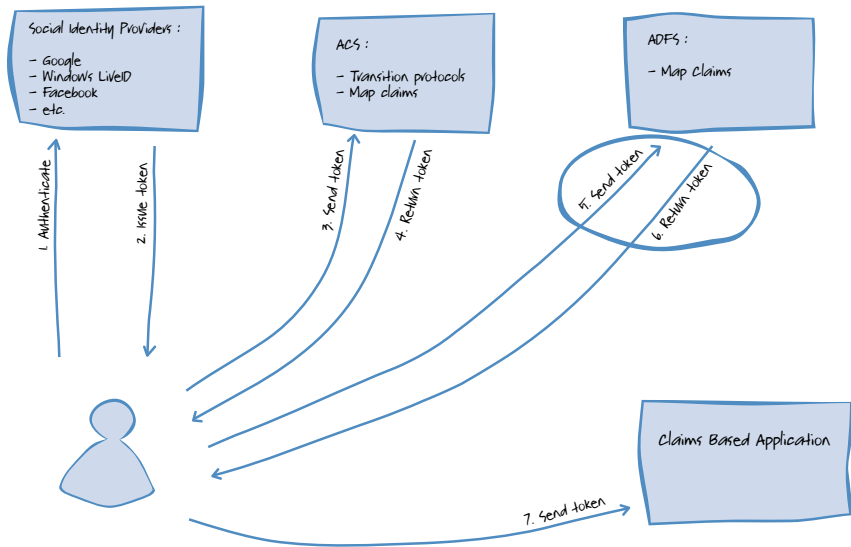 Social Identity Providers :
- Google
- Windows LiveID
- Facebook
- etc.
ACS :
- Transition protocols
- Map claims
ADFS :
- Map Claims
1. Authenticate
2. Issue token
3. Send token
4. Return token
5. Send token
6. Return token
Claims Based Application
7. Send token